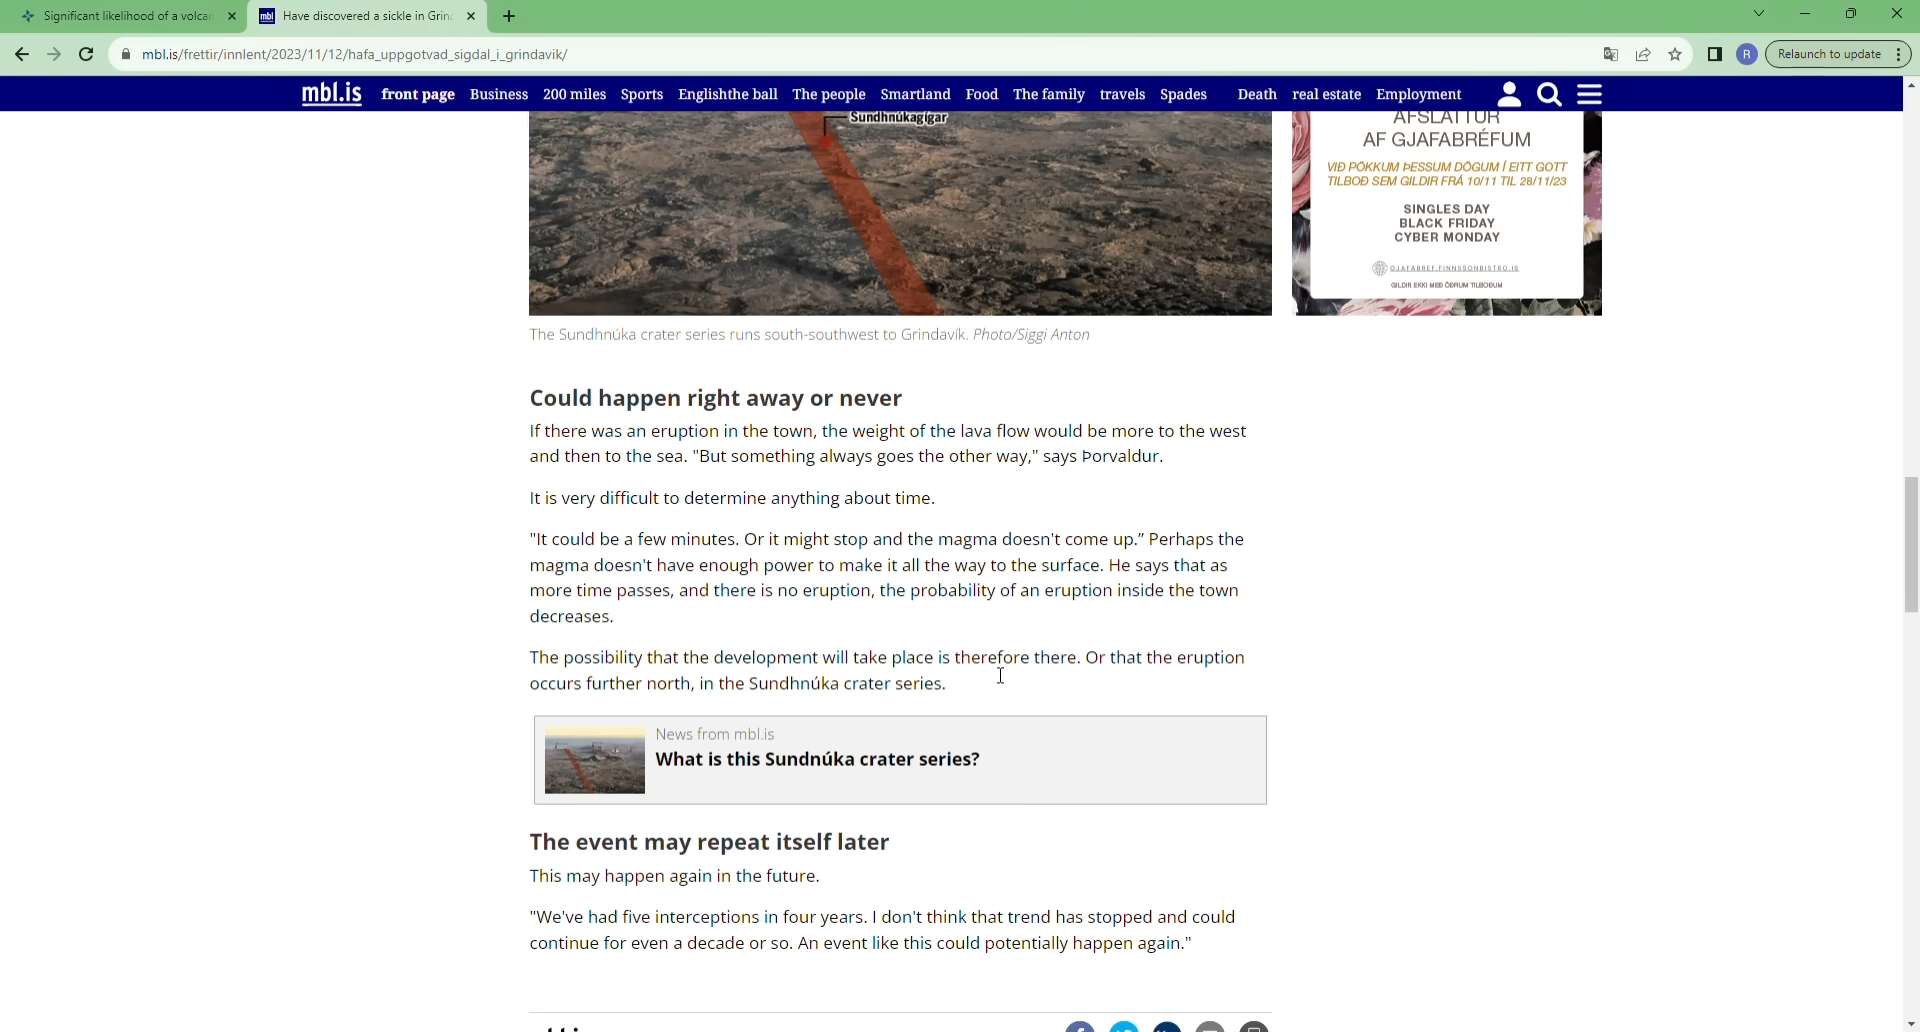 Significant likelihood of a volcan
Have discovered a sickle in Grin
mbl.is/frettir/innlent/2023/11/12/hafa_uppgotvad_sigdal_i_grindavik/
R
Relaunch to update
mbl.is front page Business 200 miles Sports Englishthe ball The people Smartland Food The family travels Spades Death real estate Employment
Sundhnúkagígar
AFSLÁTTUR
AF GJAFABRÉFUM
VIÐ ÞÖKKUM ÞESSUM DÖGUM Í EITT GOTT
TILBOÐ SEM GILDIR FRÁ 10/11 TIL 28/11/23
SINGLES DAY
BLACK FRIDAY
CYBER MONDAY
GJAFABREF.FINNSSONBISTRO.IS
GILDIR EKKI MEÐ ÖÐRUM TILBOÐUM
The Sundhnúka crater series runs south-southwest to Grindavík. Photo/Siggi Anton
Could happen right away or never
If there was an eruption in the town, the weight of the lava flow would be more to the west
and then to the sea. "But something always goes the other way," says Þorvaldur.
It is very difficult to determine anything about time.
"It could be a few minutes. Or it might stop and the magma doesn't come up.” Perhaps the
magma doesn't have enough power to make it all the way to the surface. He says that as
more time passes, and there is no eruption, the probability of an eruption inside the town
decreases.
The possibility that the development will take place is therefore there. Or that the eruption
occurs further north, in the Sundhnúka crater series.
News from mbl.is
What is this Sundnúka crater series?
The event may repeat itself later
This may happen again in the future.
"We've had five interceptions in four years. I don't think that trend has stopped and could
continue for even a decade or so. An event like this could potentially happen again."